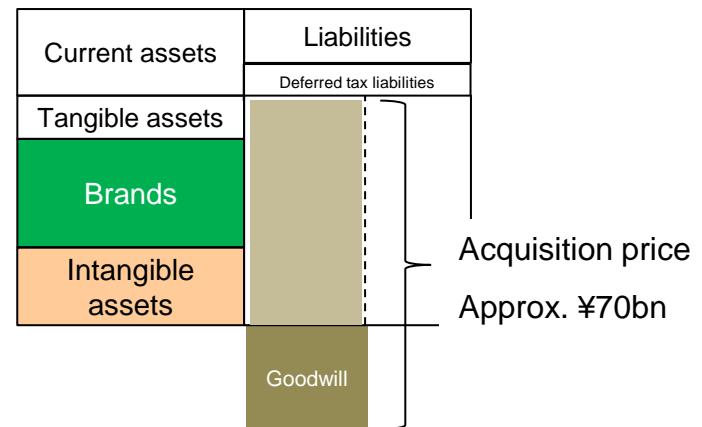 Current assets
Liabilities
Deferred tax liabilities
Tangible assets
Brands
Intangible
assets
Acquisition price
Approx. ¥70bn
Goodwill